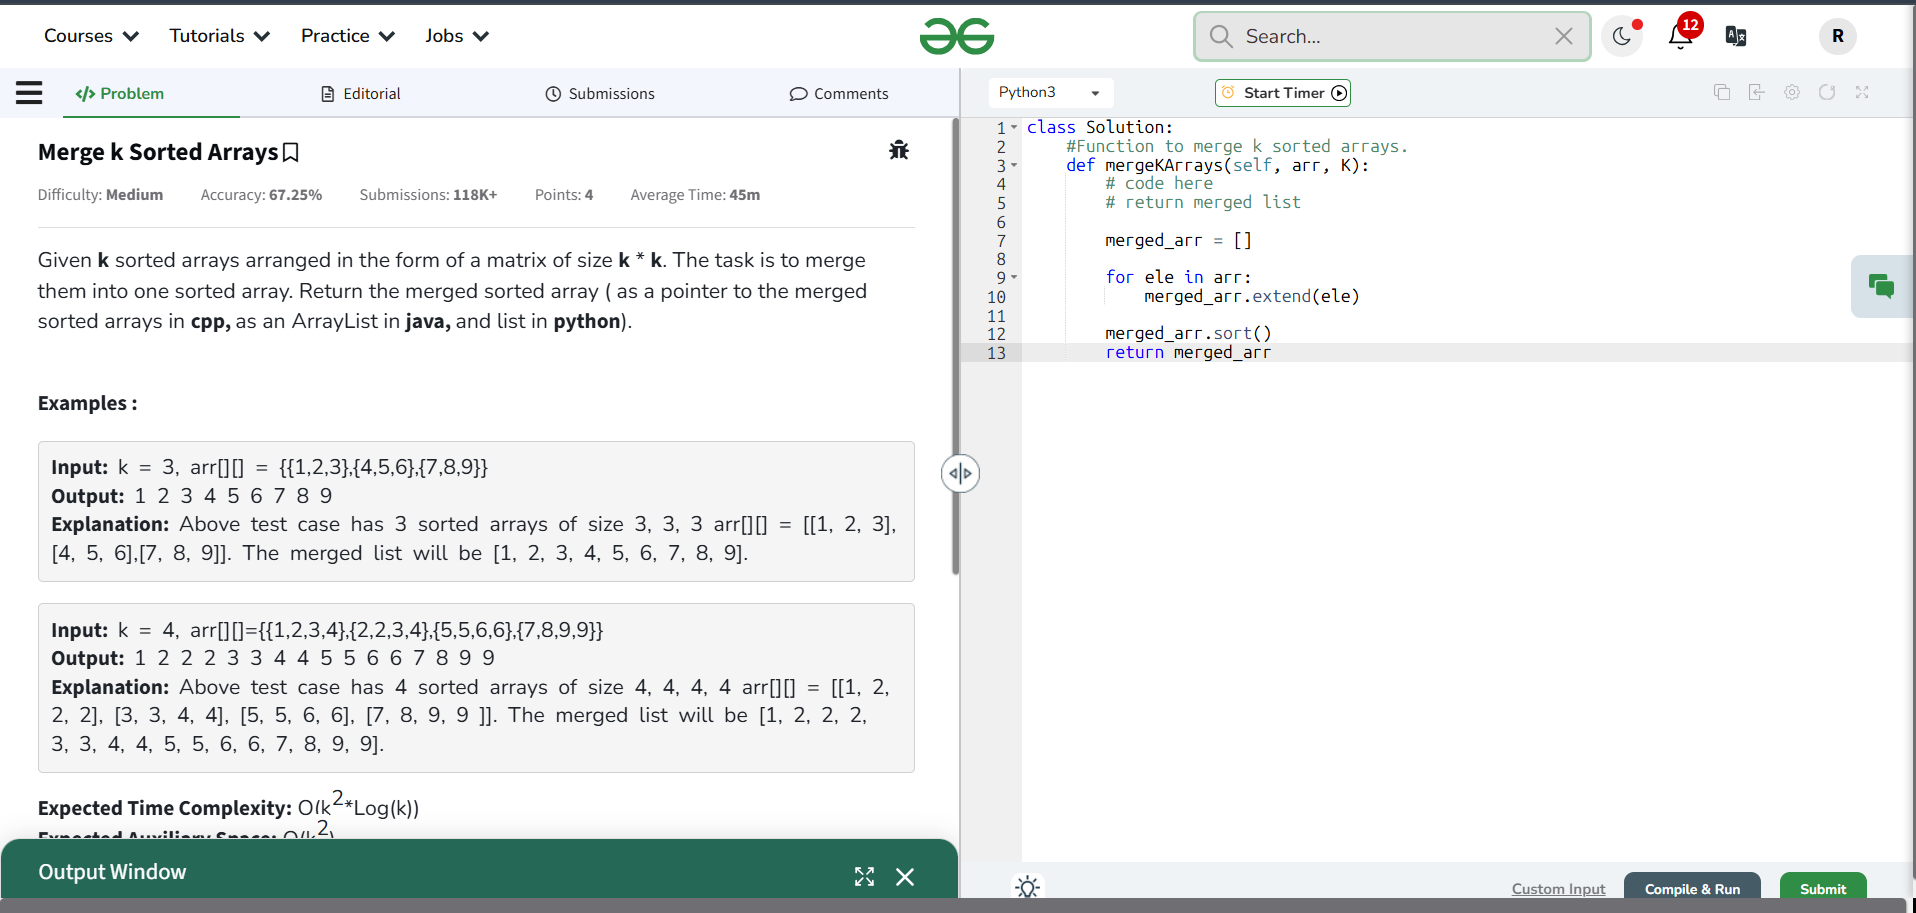 Courses Tutorials Practice Jobs Search... 12 R
Problem Editorial Submissions Comments
Python3 Start Timer
Merge k Sorted Arrays
Difficulty: Medium Accuracy: 67.25% Submissions: 118K+ Points: 4 Average Time: 45m
Given k sorted arrays arranged in the form of a matrix of size k * k. The task is to merge
them into one sorted array. Return the merged sorted array ( as a pointer to the merged
sorted arrays in cpp, as an ArrayList in java, and list in python).
Examples :
Input: k = 3, arr[][] = {{1,2,3},{4,5,6},{7,8,9}}
Output: 1 2 3 4 5 6 7 8 9
Explanation: Above test case has 3 sorted arrays of size 3, 3, 3 arr[][] = [[1, 2, 3],
[4, 5, 6],[7, 8, 9]]. The merged list will be [1, 2, 3, 4, 5, 6, 7, 8, 9].
Input: k = 4, arr[][]={{1,2,3,4},{2,2,3,4},{5,5,6,6},{7,8,9,9}}
Output: 1 2 2 2 3 3 4 4 5 5 6 6 7 8 9 9
Explanation: Above test case has 4 sorted arrays of size 4, 4, 4, 4 arr[][] = [[1, 2,
2, 2], [3, 3, 4, 4], [5, 5, 6, 6], [7, 8, 9, 9 ]]. The merged list will be [1, 2, 2, 2,
3, 3, 4, 4, 5, 5, 6, 6, 7, 8, 9, 9].
Expected Time Complexity: O(k2*Log(k))
Expected Auxiliary Space: O(k2)
Output Window
1 class Solution:
2 #Function to merge k sorted arrays.
3 def mergeKArrays(self, arr, K):
4 # code here
5 # return merged list
6
7 merged_arr = []
8
9 for ele in arr:
10 merged_arr.extend(ele)
11
12 merged_arr.sort()
13 return merged_arr
Custom Input Compile & Run Submit